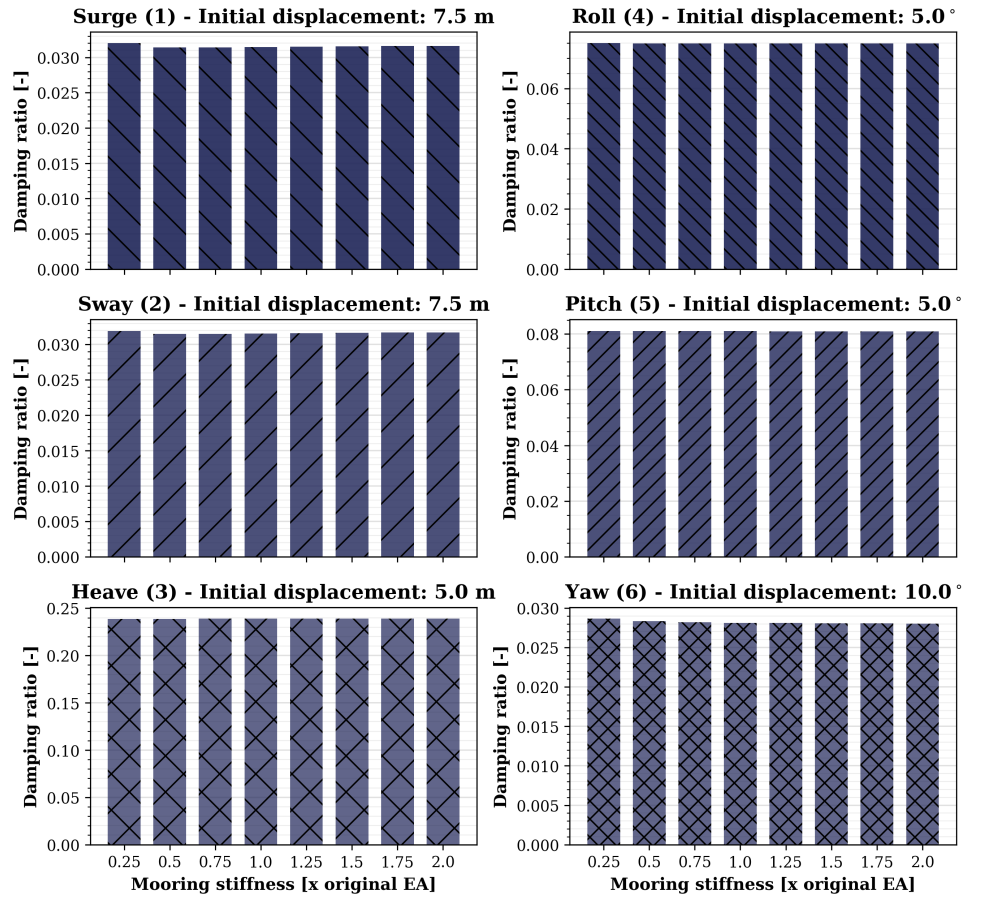 Surge (1) - Initial displacement: 7.5 m
Damping ratio [-]
0.030
0.025
0.020
0.015
0.010
0.005
0.000
Roll (4) - Initial displacement: 5.0°
Damping ratio [-]
0.06
0.04
0.02
0.00
Sway (2) - Initial displacement: 7.5 m
Damping ratio [-]
0.030
0.025
0.020
0.015
0.010
0.005
0.000
Pitch (5) - Initial displacement: 5.0°
Damping ratio [-]
0.08
0.06
0.04
0.02
0.00
Heave (3) - Initial displacement: 5.0 m
Damping ratio [-]
0.25
0.20
0.15
0.10
0.05
0.00
0.25 0.5 0.75 1.0 1.25 1.5 1.75 2.0
Mooring stiffness [x original EA]
Yaw (6) - Initial displacement: 10.0°
Damping ratio [-]
0.030
0.025
0.020
0.015
0.010
0.005
0.000
0.25 0.5 0.75 1.0 1.25 1.5 1.75 2.0
Mooring stiffness [x original EA]